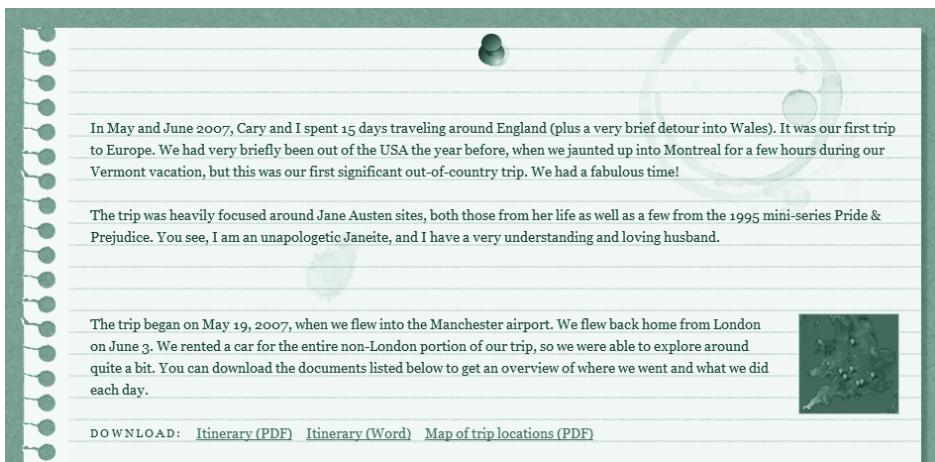 In May and June 2007, Cary and I spent 15 days traveling around England (plus a very brief detour into Wales). It was our first trip
to Europe. We had very briefly been out of the USA the year before, when we jaunted up into Montreal for a few hours during our
Vermont vacation, but this was our first significant out-of-country trip. We had a fabulous time!
The trip was heavily focused around Jane Austen sites, both those from her life as well as a few from the 1995 mini-series Pride &
Prejudice. You see, I am an unapologetic Janeite, and I have a very understanding and loving husband.
The trip began on May 19, 2007, when we flew into the Manchester airport. We flew back home from London
on June 3. We rented a car for the entire non-London portion of our trip, so we were able to explore around
quite a bit. You can download the documents listed below to get an overview of where we went and what we did
each day.
DOWNLOAD: Itinerary (PDF) Itinerary (Word) Map of trip locations (PDF)